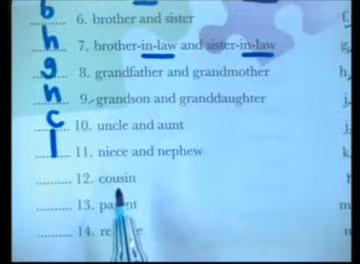 b 6. brother and sister f.
h 7. brother-in-law and sister-in-law g.
g 8. grandfather and grandmother h.
n 9. grandson and granddaughter
c 10. uncle and aunt j.
l 11. niece and nephew k
12. cousin l
13. m
14. n